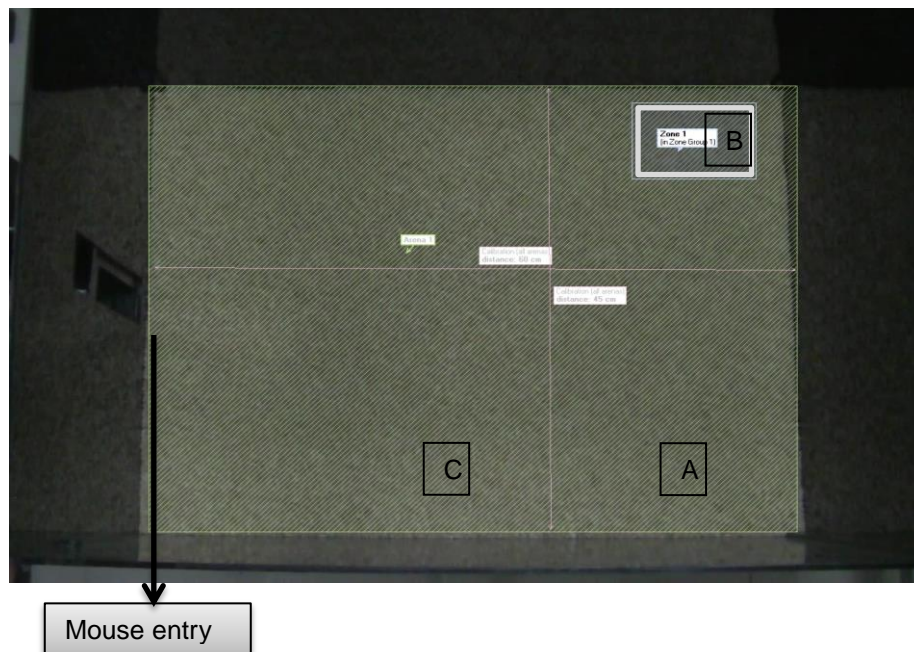 Zone 1
(in Zone Group 1)
B
Arena 1
Calibration (all arenas)
distance: 60 cm
Calibration (all arenas)
distance: 45 cm
C
A
Mouse entry